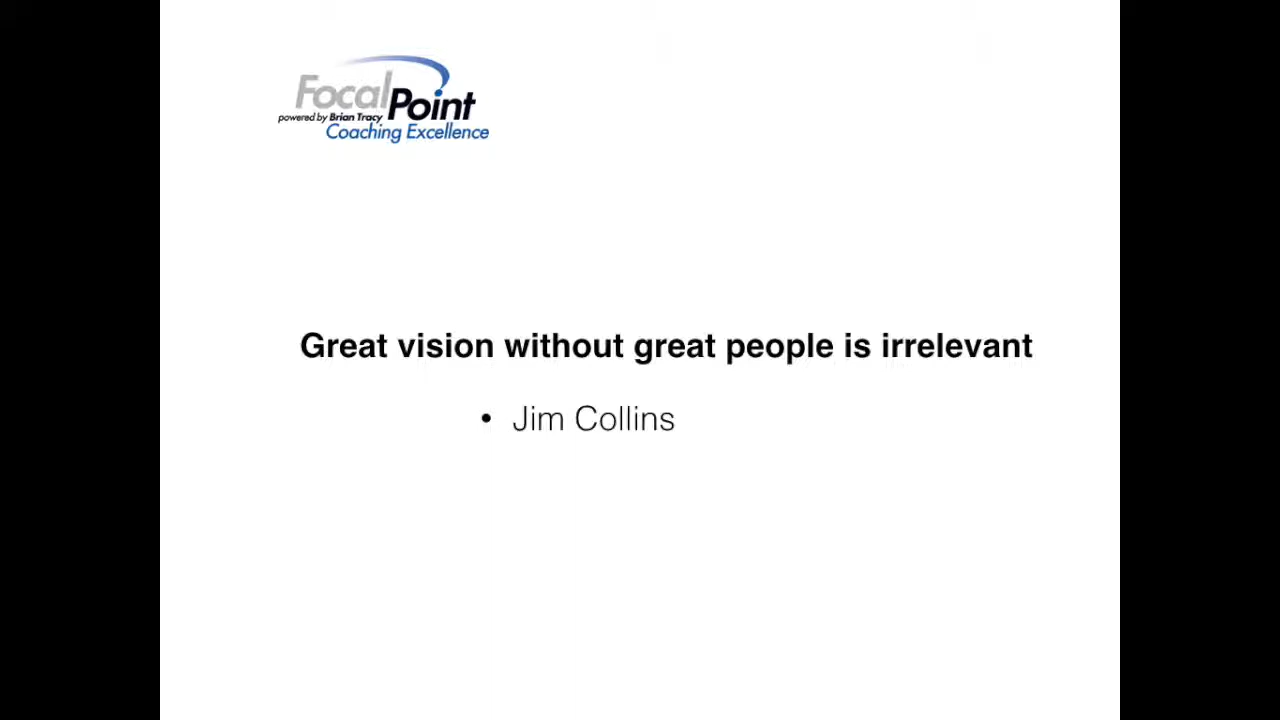 FocalPoint
powered by Brian Tracy
Coaching Excellence
Great vision without great people is irrelevant
• Jim Collins